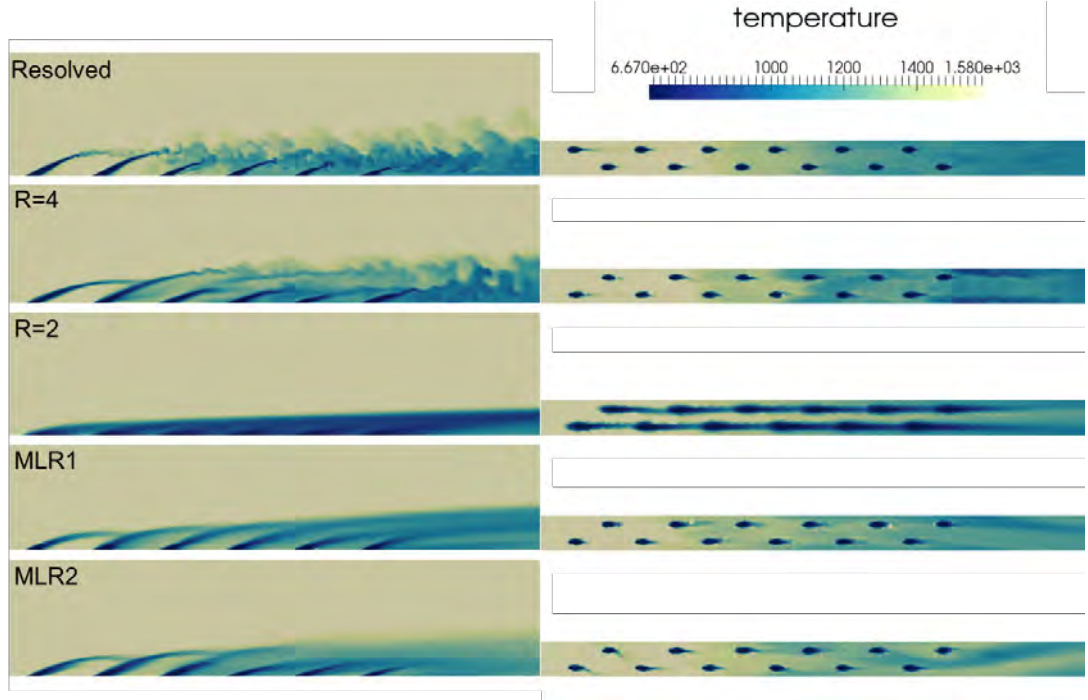 temperature
6.670e+02 1000 1200 1400 1.580e+03
Resolved
R=4
R=2
MLR1
MLR2